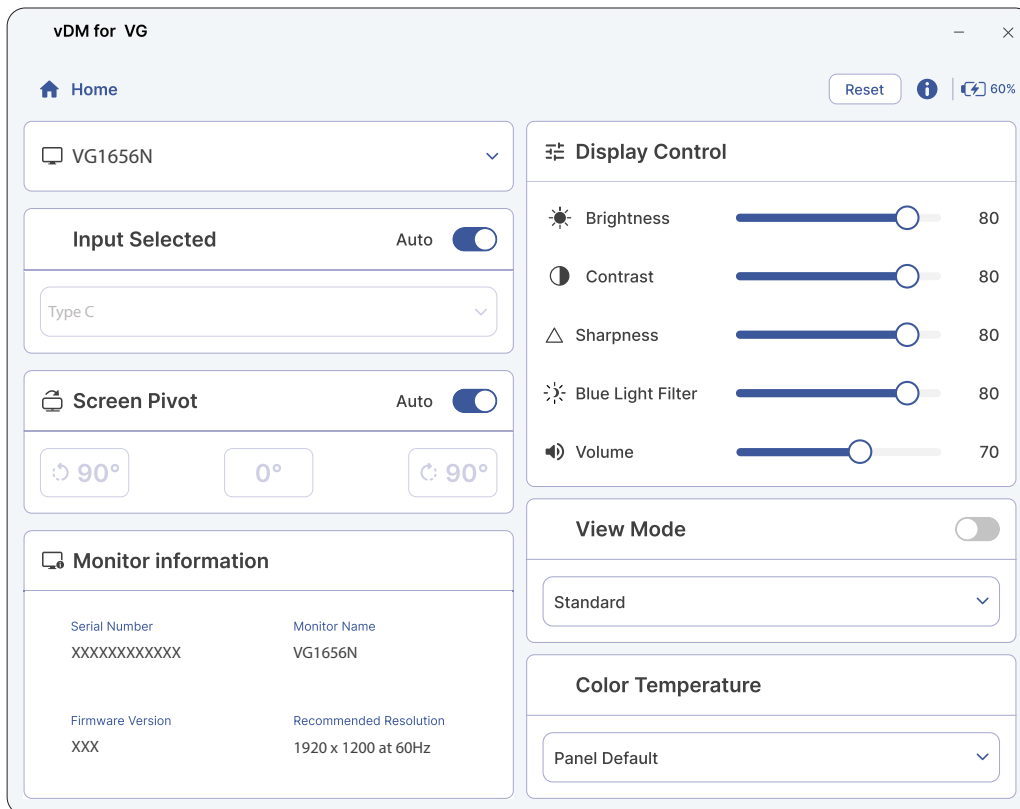 vDM for VG
Home
Reset
60%
VG1656N
Input Selected
Auto
Type C
Screen Pivot
Auto
90°
0°
90°
Monitor information
Serial Number
Monitor Name
XXXXXXXXXXXX
VG1656N
Firmware Version
Recommended Resolution
XXX
1920 x 1200 at 60Hz
Display Control
Brightness
80
Contrast
80
Sharpness
80
Blue Light Filter
80
Volume
70
View Mode
Standard
Color Temperature
Panel Default